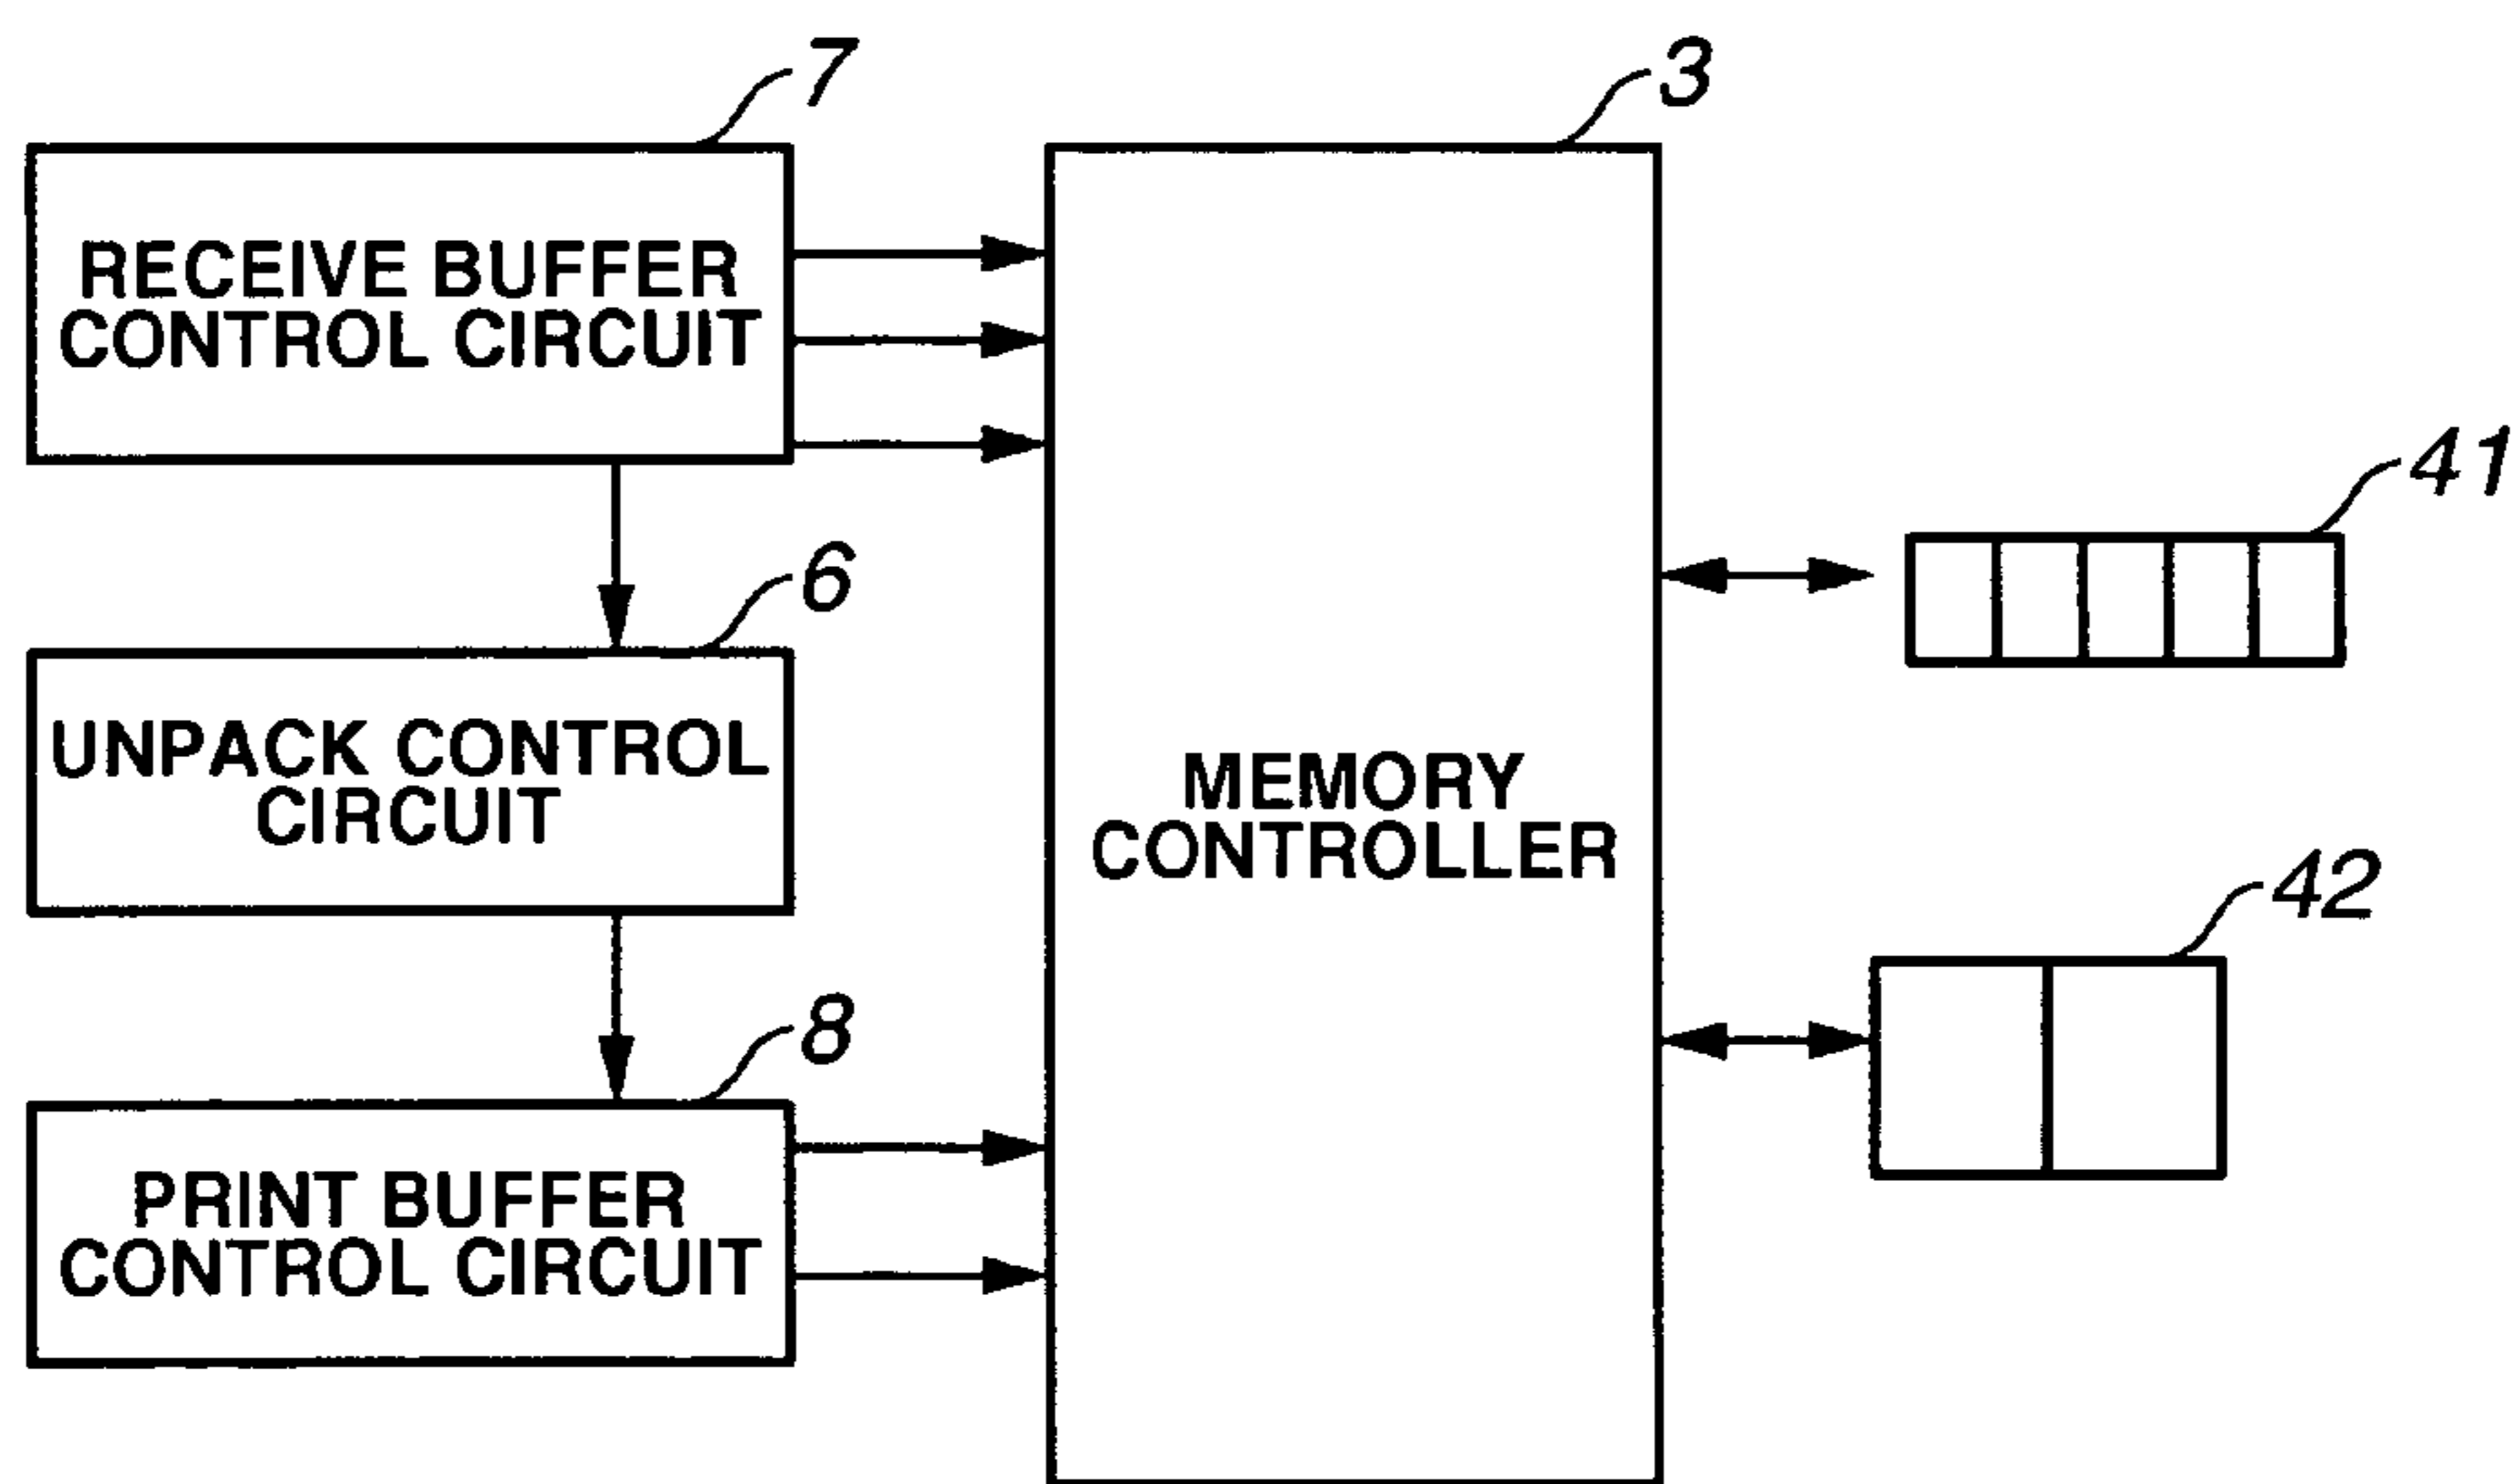 7
3
RECEIVE BUFFER
CONTROL CIRCUIT
41
6
UNPACK CONTROL
CIRCUIT
MEMORY
CONTROLLER
42
8
PRINT BUFFER
CONTROL CIRCUIT